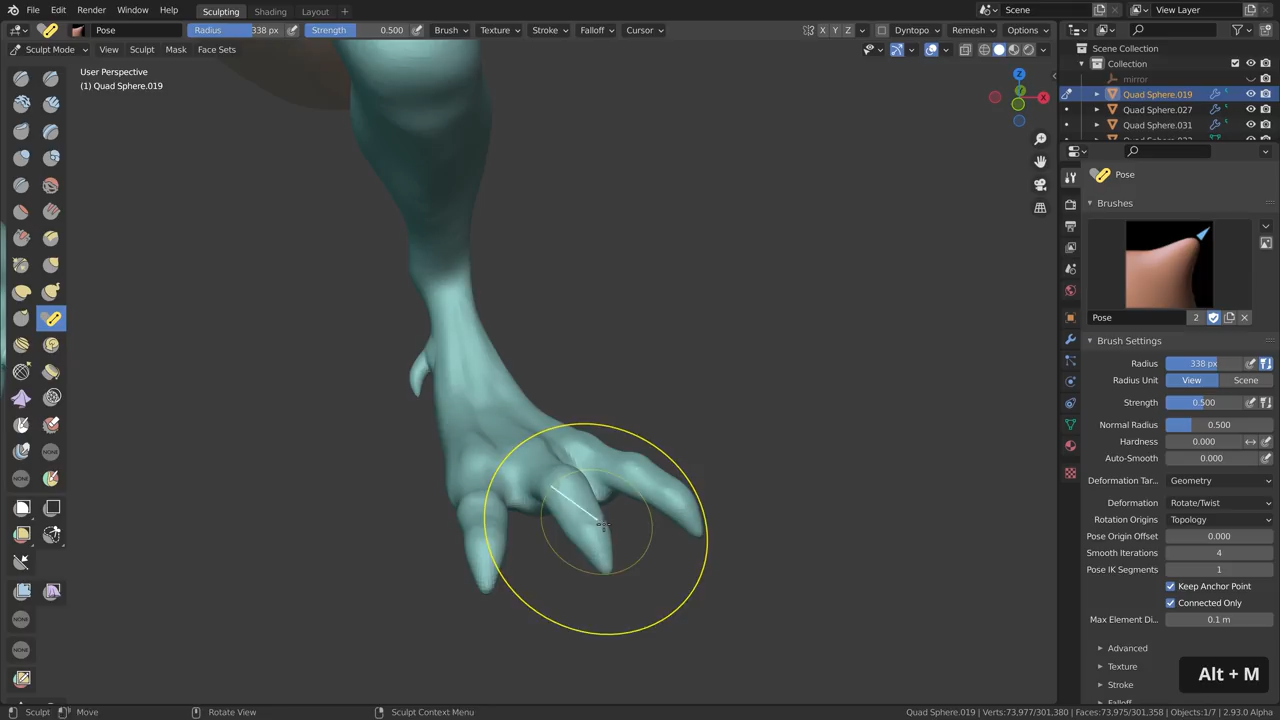 File Edit Render Window Help Sculpting Shading Layout + Scene View Layer
Pose Radius 338 px Strength 0.500 Brush Texture Stroke Falloff Cursor X Y Z Dyntopo Remesh Options
Sculpt Mode View Sculpt Mask Face Sets
User Perspective
(1) Quad Sphere.019
Z
X
Y
NONE
NONE
NONE
NONE
NONE
Scene Collection
Collection
mirror
Quad Sphere.019
Quad Sphere.027
Quad Sphere.031
Pose
Brushes
Pose 2
Brush Settings
Radius 338 px
Radius Unit View Scene
Strength 0.500
Normal Radius 0.500
Hardness 0.000
Auto-Smooth 0.000
Deformation Tar.. Geometry
Deformation Rotate/Twist
Rotation Origins Topology
Pose Origin Offset 0.000
Smooth Iterations 4
Pose IK Segments 1
Keep Anchor Point
Connected Only
Max Element Di.. 0.1 m
Advanced
Texture
Stroke
Falloff
Alt + M
Sculpt Move Rotate View Sculpt Context Menu Quad Sphere.019 | Verts:73,977/301,380 | Faces:73,975/301,358 | Objects:1/7 | 2.93.0 Alpha